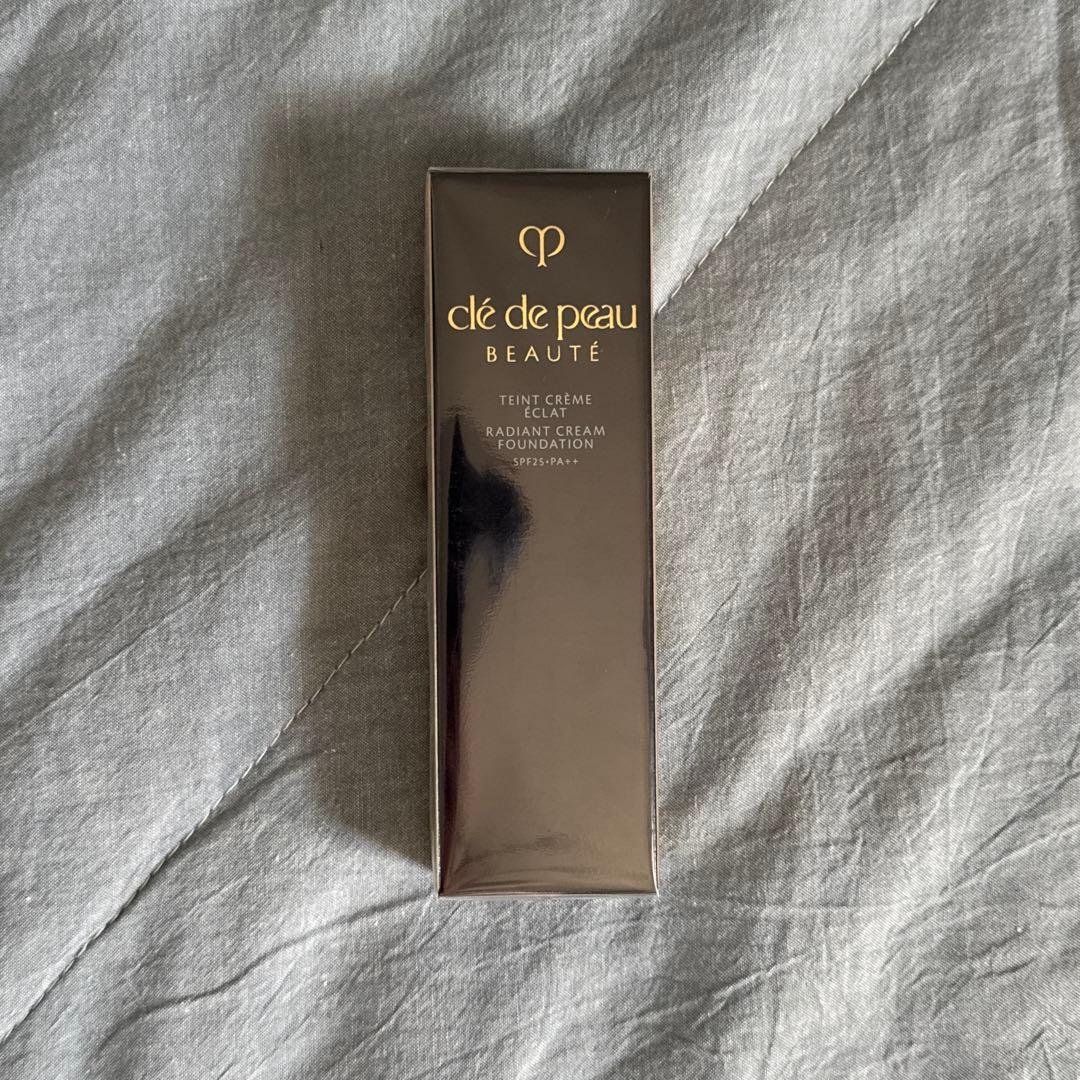 clé de peau
BEAUTÉ
TEINT CRÈME
ÉCLAT
RADIANT CREAM
FOUNDATION
SPF25•PA++